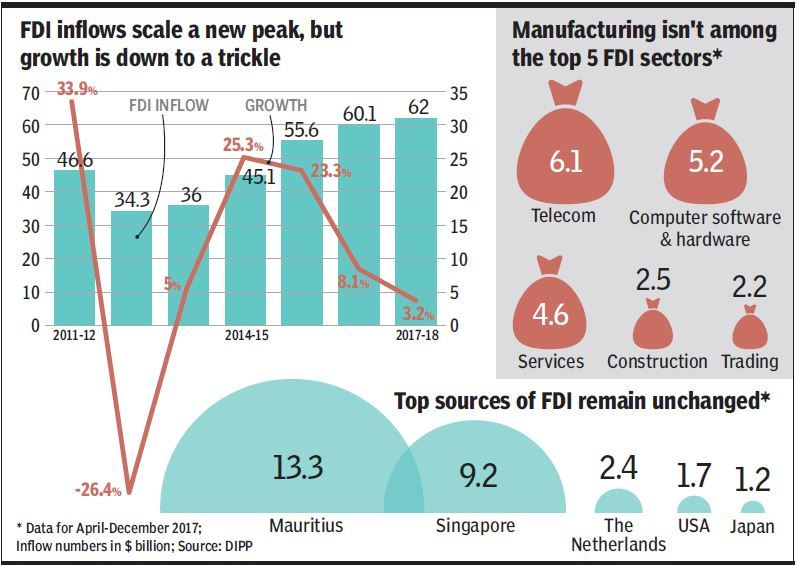 FDI inflows scale a new peak, but
growth is down to a trickle
70
60
50
40
30
20
10
0
35
30
25
20
15
10
5
0
FDI INFLOW
GROWTH
33.9%
46.6
34.3
36
45.1
55.6
60.1
62
-26.4%
5%
25.3%
23.3%
8.1%
3.2%
2011-12
2014-15
2017-18
Manufacturing isn't among
the top 5 FDI sectors*
6.1
Telecom
5.2
Computer software
& hardware
4.6
Services
2.5
Construction
2.2
Trading
Top sources of FDI remain unchanged*
13.3
Mauritius
9.2
Singapore
2.4
The
Netherlands
1.7
USA
1.2
Japan
* Data for April-December 2017;
Inflow numbers in $ billion; Source: DIPP